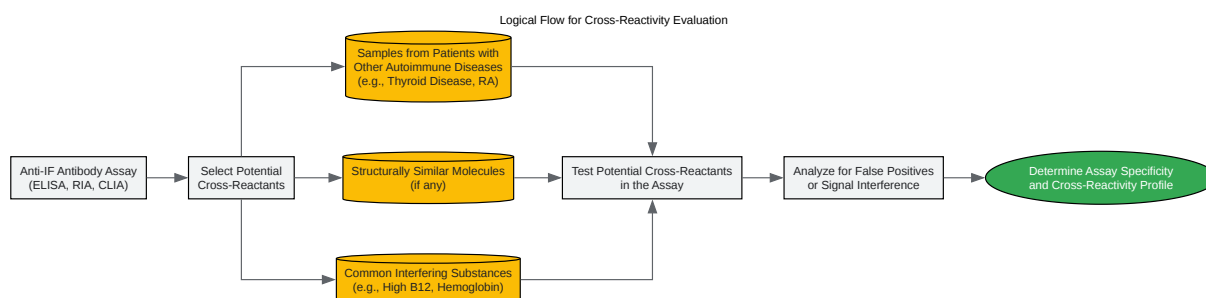 Logical Flow for Cross-Reactivity Evaluation
Samples from Patients with
Other Autoimmune Diseases
(e.g., Thyroid Disease, RA)
Anti-IF Antibody Assay
(ELISA, RIA, CLIA)
Select Potential
Cross-Reactants
Structurally Similar Molecules
(if any)
Test Potential Cross-Reactants
in the Assay
Analyze for False Positives
or Signal Interference
Determine Assay Specificity
and Cross-Reactivity Profile
Common Interfering Substances
(e.g., High B12, Hemoglobin)